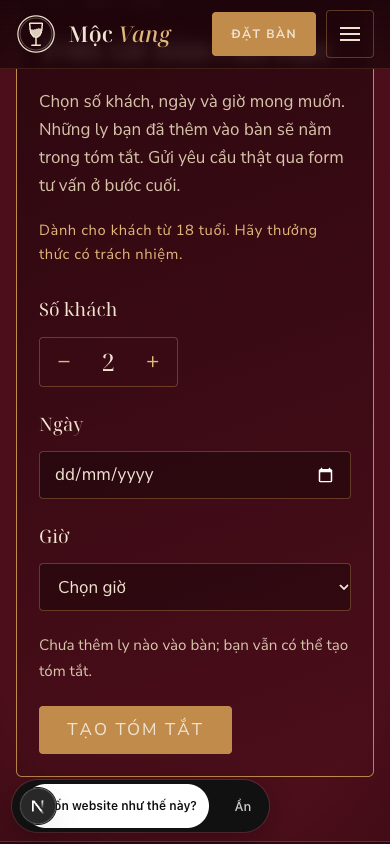 Mộc Vang
ĐẶT BÀN
Chọn số khách, ngày và giờ mong muốn.
Những ly bạn đã thêm vào bàn sẽ nằm
trong tóm tắt. Gửi yêu cầu thật qua form
tư vấn ở bước cuối.
Dành cho khách từ 18 tuổi. Hãy thưởng
thức có trách nhiệm.
Số khách
− 2 +
Ngày
dd/mm/yyyy
Giờ
Chọn giờ
Chưa thêm ly nào vào bàn; bạn vẫn có thể tạo
tóm tắt.
TẠO TÓM TẮT
N
website như thế này?
Ẩn